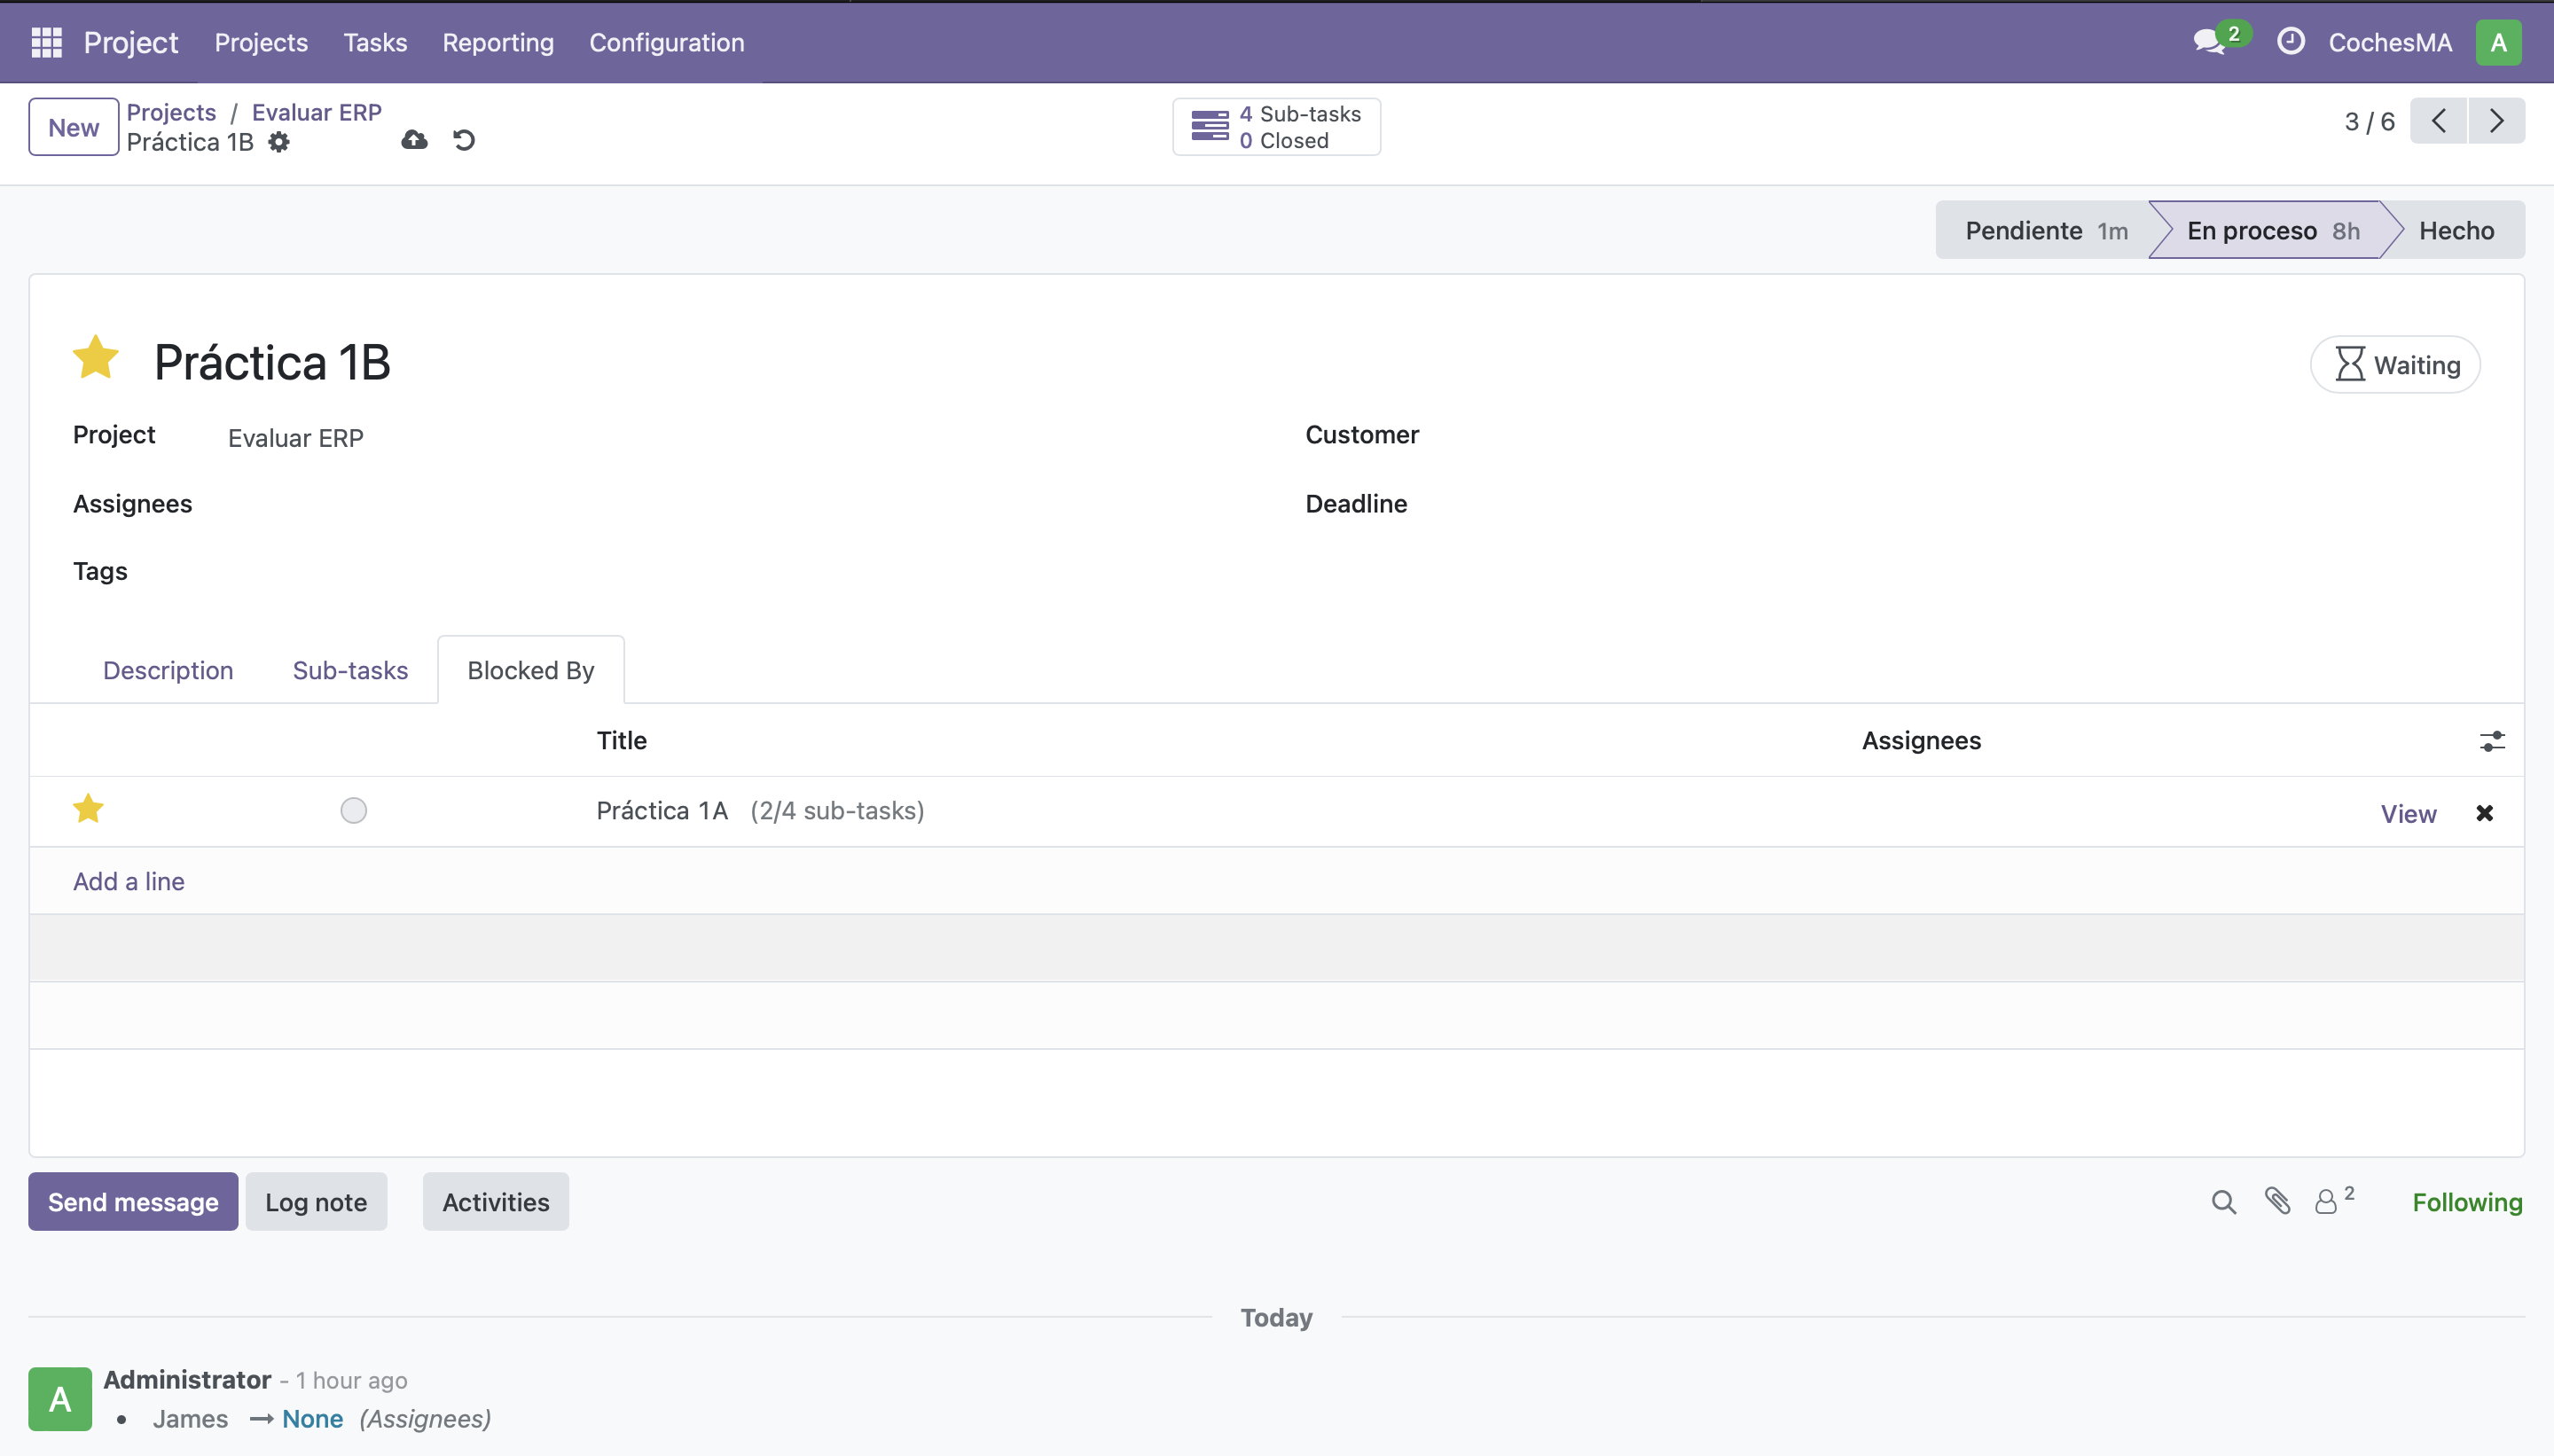 Project Projects Tasks Reporting Configuration 2 CochesMA A
New Projects / Evaluar ERP
Práctica 1B
4 Sub-tasks
0 Closed
3 / 6
Pendiente 1m En proceso 8h Hecho
Práctica 1B
Waiting
Project Evaluar ERP Customer
Assignees Deadline
Tags
Description Sub-tasks Blocked By
Title Assignees
Práctica 1A (2/4 sub-tasks) View
Add a line
Send message Log note Activities 2 Following
Today
A Administrator - 1 hour ago
• James → None (Assignees)